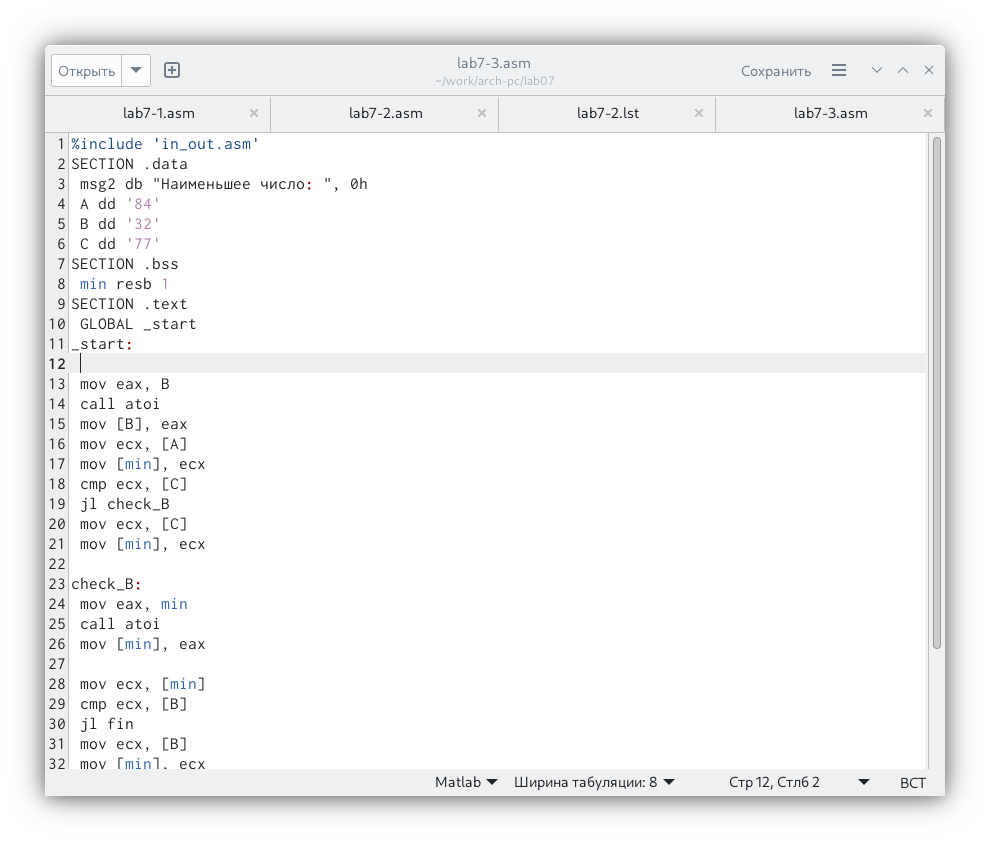 Открыть
lab7-3.asm
~/work/arch-pc/lab07
Сохранить
lab7-1.asm
lab7-2.asm
lab7-2.lst
lab7-3.asm
1 %include 'in_out.asm'
2 SECTION .data
3 msg2 db "Наименьшее число: ", 0h
4 A dd '84'
5 B dd '32'
6 C dd '77'
7 SECTION .bss
8 min resb 1
9 SECTION .text
10 GLOBAL _start
11 _start:
12
13 mov eax, B
14 call atoi
15 mov [B], eax
16 mov ecx, [A]
17 mov [min], ecx
18 cmp ecx, [C]
19 jl check_B
20 mov ecx, [C]
21 mov [min], ecx
22
23 check_B:
24 mov eax, min
25 call atoi
26 mov [min], eax
27
28 mov ecx, [min]
29 cmp ecx, [B]
30 jl fin
31 mov ecx, [B]
32 mov [min], ecx
Matlab
Ширина табуляции: 8
Стр 12, Стлб 2
ВСТ